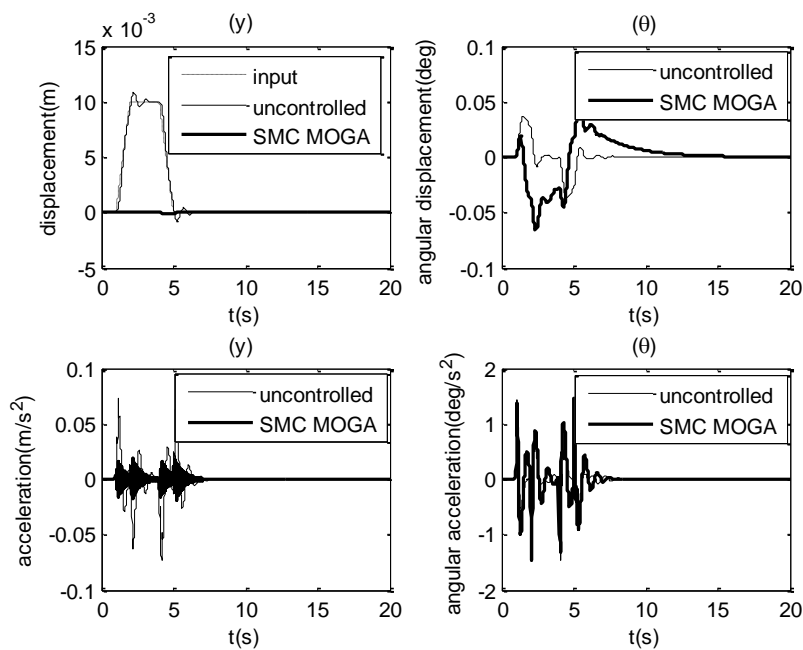 x 10⁻³
(y)
15
10
5
0
-5
0
5
10
15
20
displacement(m)
t(s)
input
uncontrolled
SMC MOGA
(θ)
0.1
0.05
0
-0.05
-0.1
0
5
10
15
20
angular displacement(deg)
t(s)
uncontrolled
SMC MOGA
(y)
0.1
0.05
0
-0.05
-0.1
0
5
10
15
20
acceleration(m/s²)
t(s)
uncontrolled
SMC MOGA
(θ)
2
1
0
-1
-2
0
5
10
15
20
angular acceleration(deg/s²)
t(s)
uncontrolled
SMC MOGA